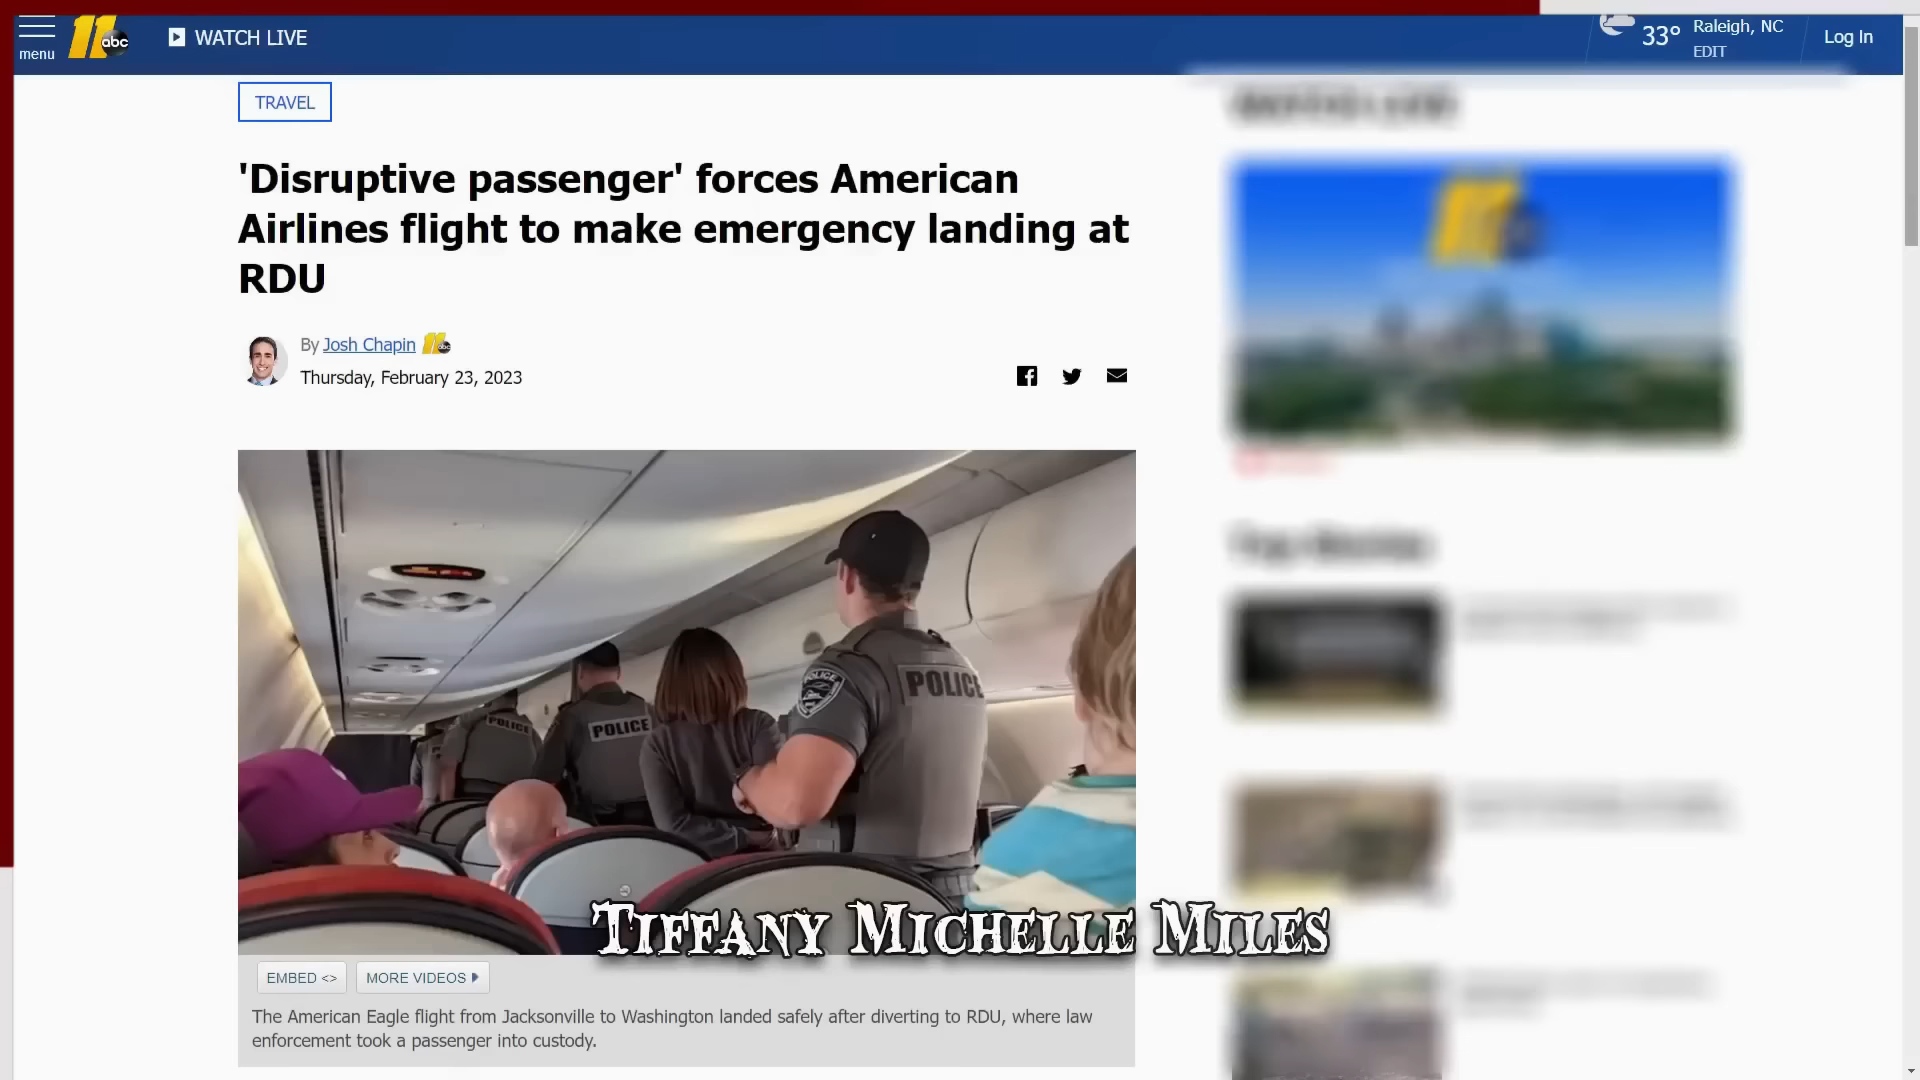 menu
11 abc
WATCH LIVE
33°
Raleigh, NC
EDIT
Log In
TRAVEL
'Disruptive passenger' forces American
Airlines flight to make emergency landing at
RDU
By Josh Chapin
Thursday, February 23, 2023
POLICE
POLICE
POLICE
POLICE
TIFFANY MICHELLE MILES
EMBED <>
MORE VIDEOS
The American Eagle flight from Jacksonville to Washington landed safely after diverting to RDU, where law
enforcement took a passenger into custody.